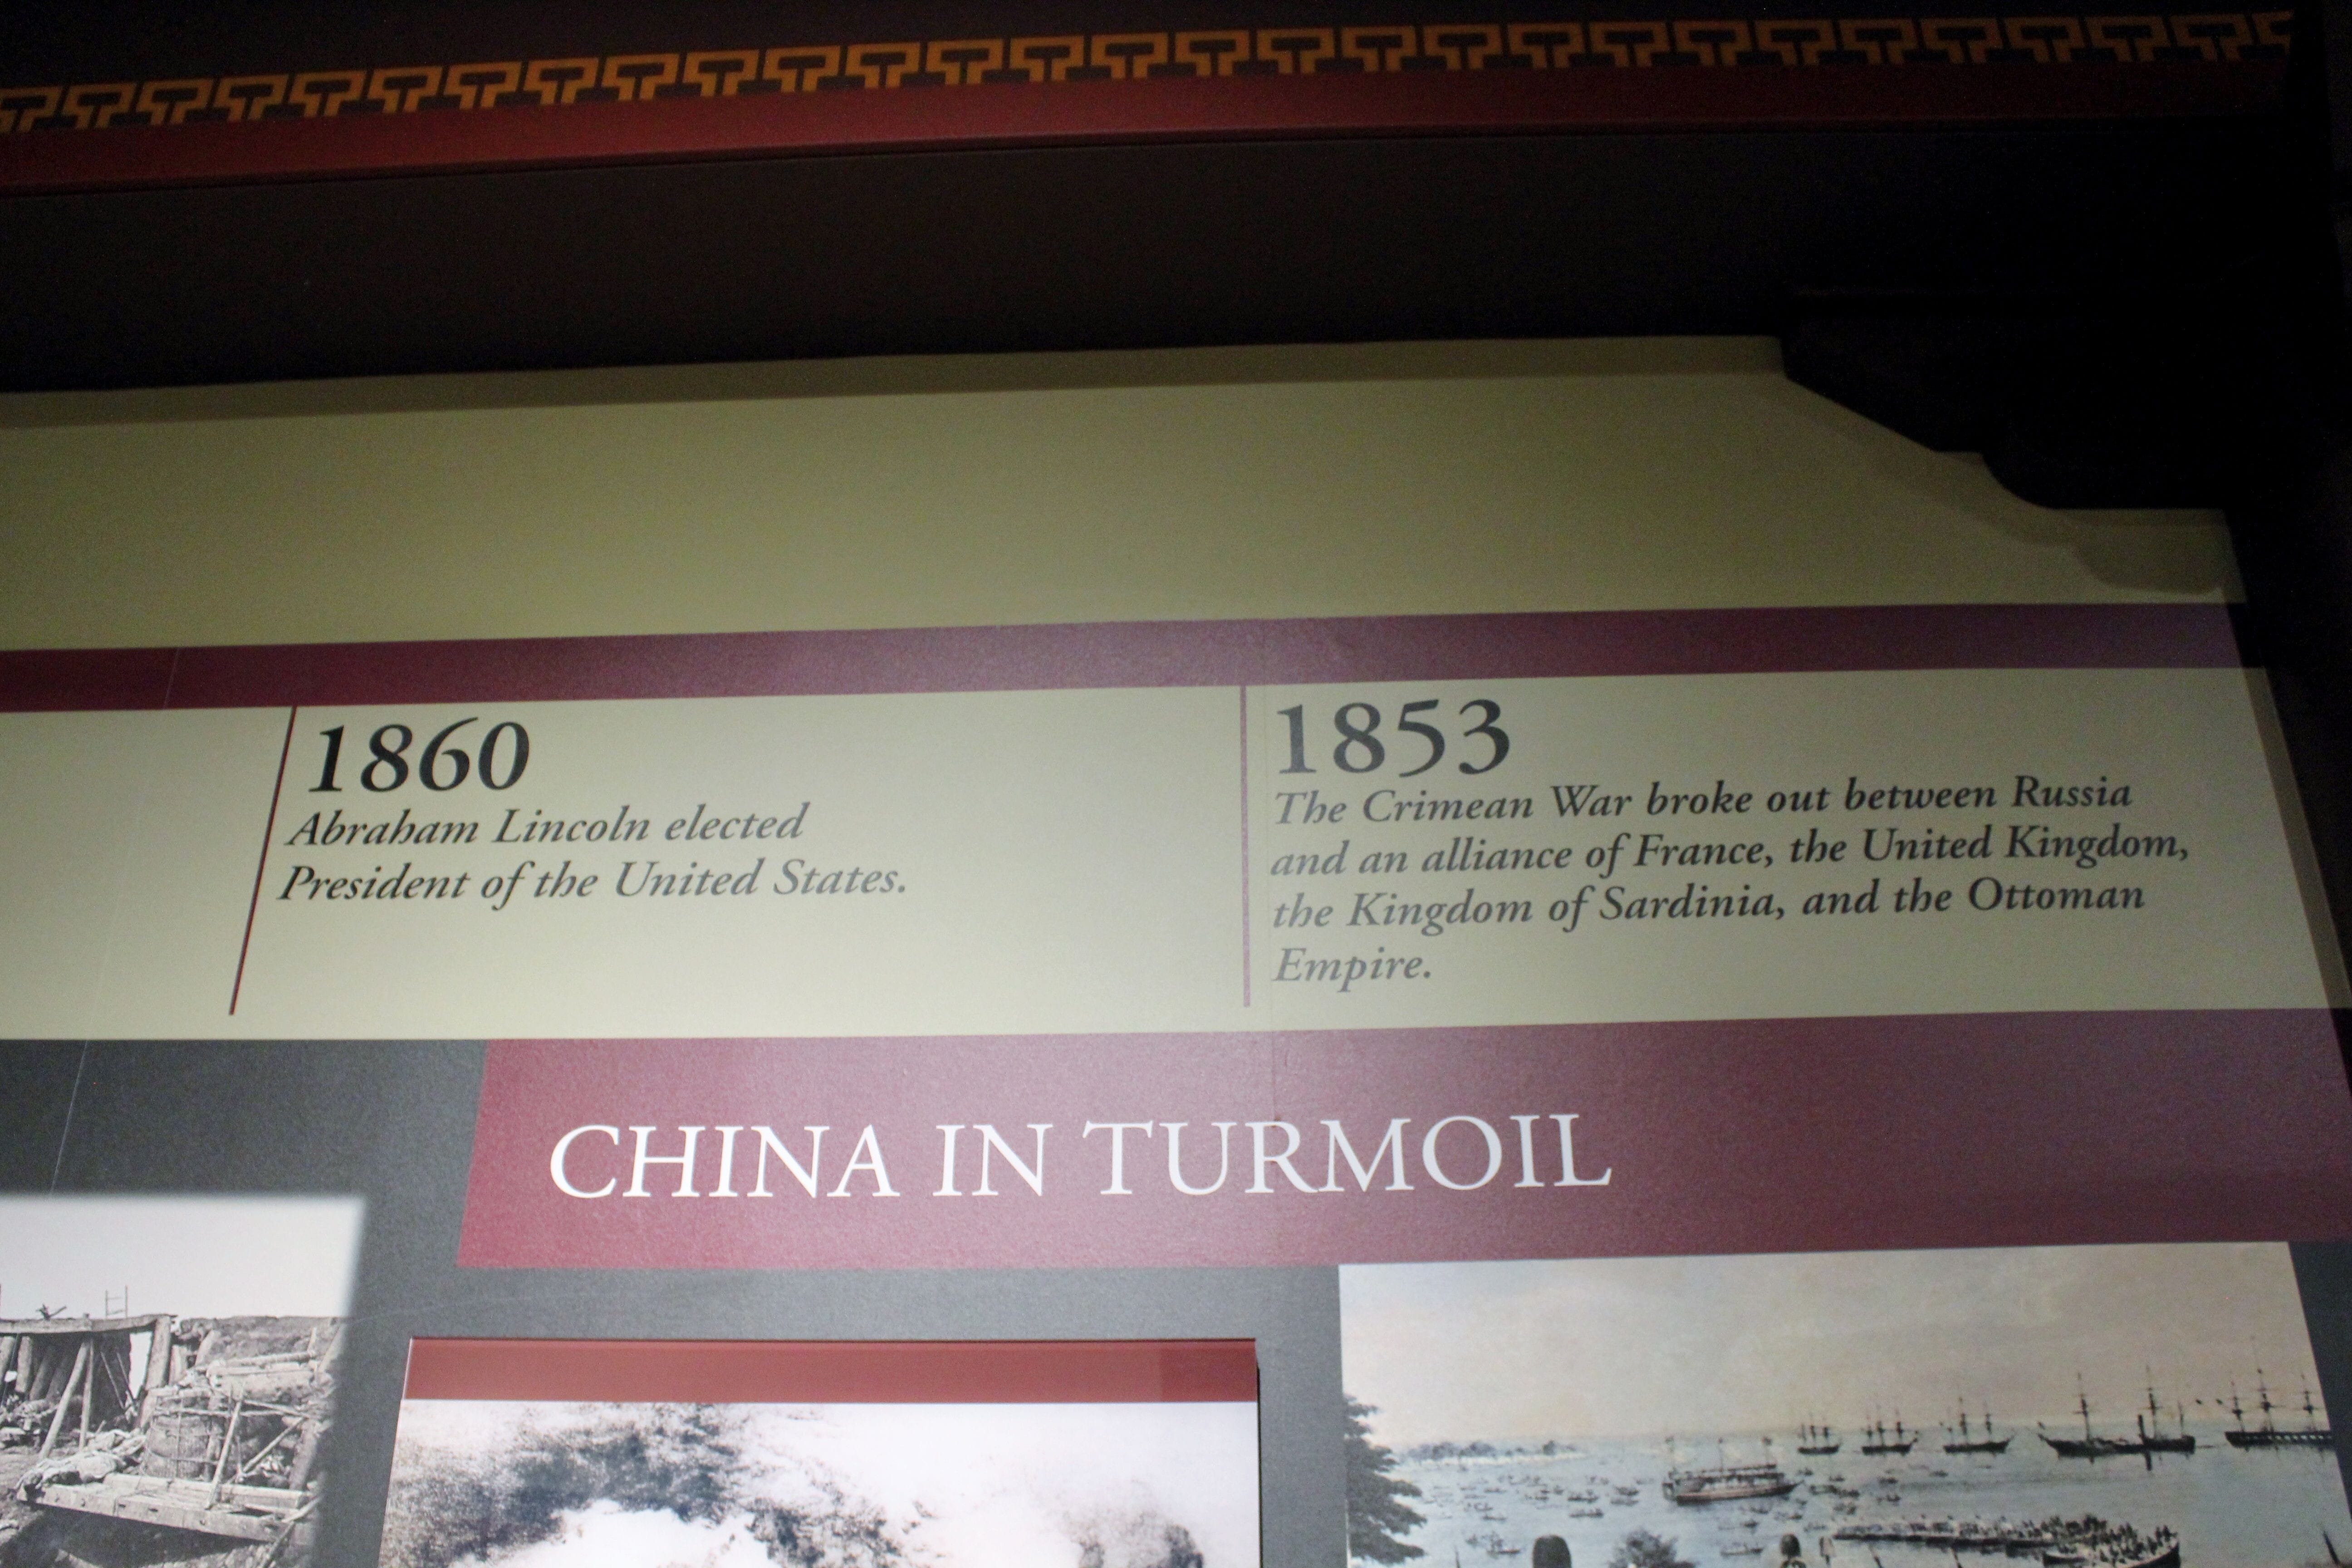 1860
Abraham Lincoln elected
President of the United States.
1853
The Crimean War broke out between Russia
and an alliance of France, the United Kingdom,
the Kingdom of Sardinia, and the Ottoman
Empire.
CHINA IN TURMOIL